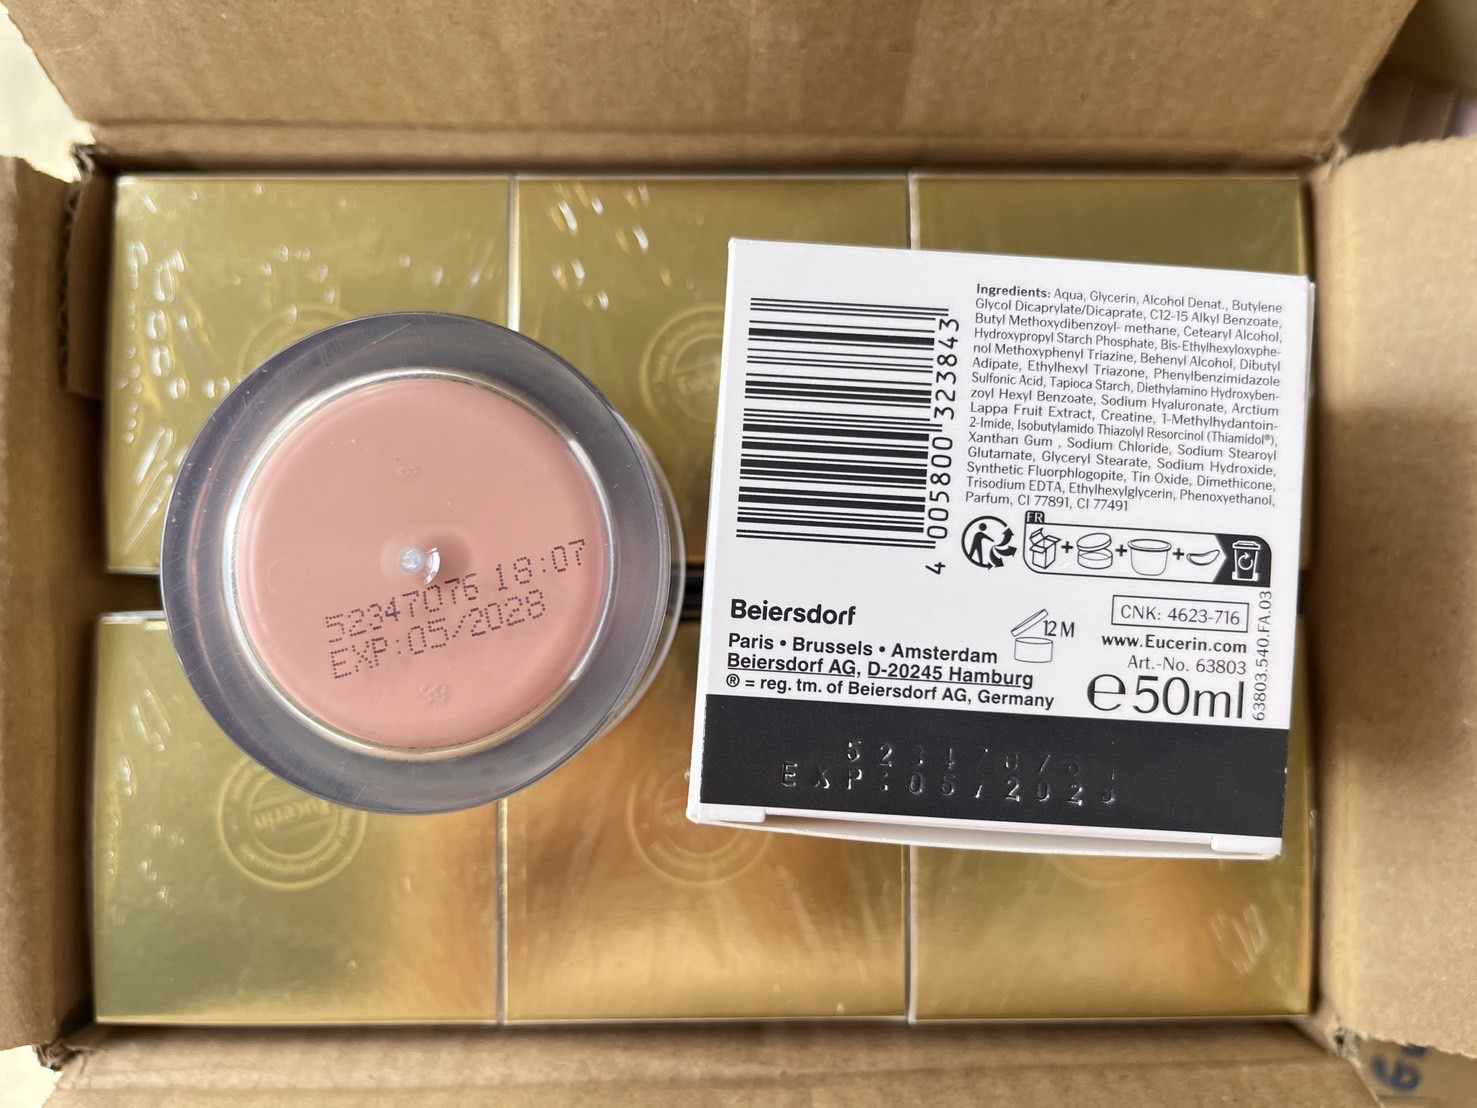 52347076 18:07
EXP:05/2028
4 005800 323843
Ingredients: Aqua, Glycerin, Alcohol Denat., Butylene
Glycol Dicaprylate/Dicaprate, C12-15 Alkyl Benzoate,
Butyl Methoxydibenzoyl- methane, Cetearyl Alcohol,
Hydroxypropyl Starch Phosphate, Bis-Ethylhexyloxyphe-
nol Methoxyphenyl Triazine, Behenyl Alcohol, Dibutyl
Adipate, Ethylhexyl Triazone, Phenylbenzimidazole
Sulfonic Acid, Tapioca Starch, Diethylamino Hydroxyben-
zoyl Hexyl Benzoate, Sodium Hyaluronate, Arctium
Lappa Fruit Extract, Creatine, 1-Methylhydantoin-
2-Imide, Isobutylamido Thiazolyl Resorcinol (Thiamidol®),
Xanthan Gum , Sodium Chloride, Sodium Stearoyl
Glutamate, Glyceryl Stearate, Sodium Hydroxide,
Synthetic Fluorphlogopite, Tin Oxide, Dimethicone,
Trisodium EDTA, Ethylhexylglycerin, Phenoxyethanol,
Parfum, CI 77891, CI 77491
FR
Beiersdorf
Paris • Brussels • Amsterdam
Beiersdorf AG, D-20245 Hamburg
® = reg. tm. of Beiersdorf AG, Germany
12M
CNK: 4623-716
www.Eucerin.com
Art.-No. 63803
e50ml
63803.540.FA.03
EXP:05/2028
Eucerin